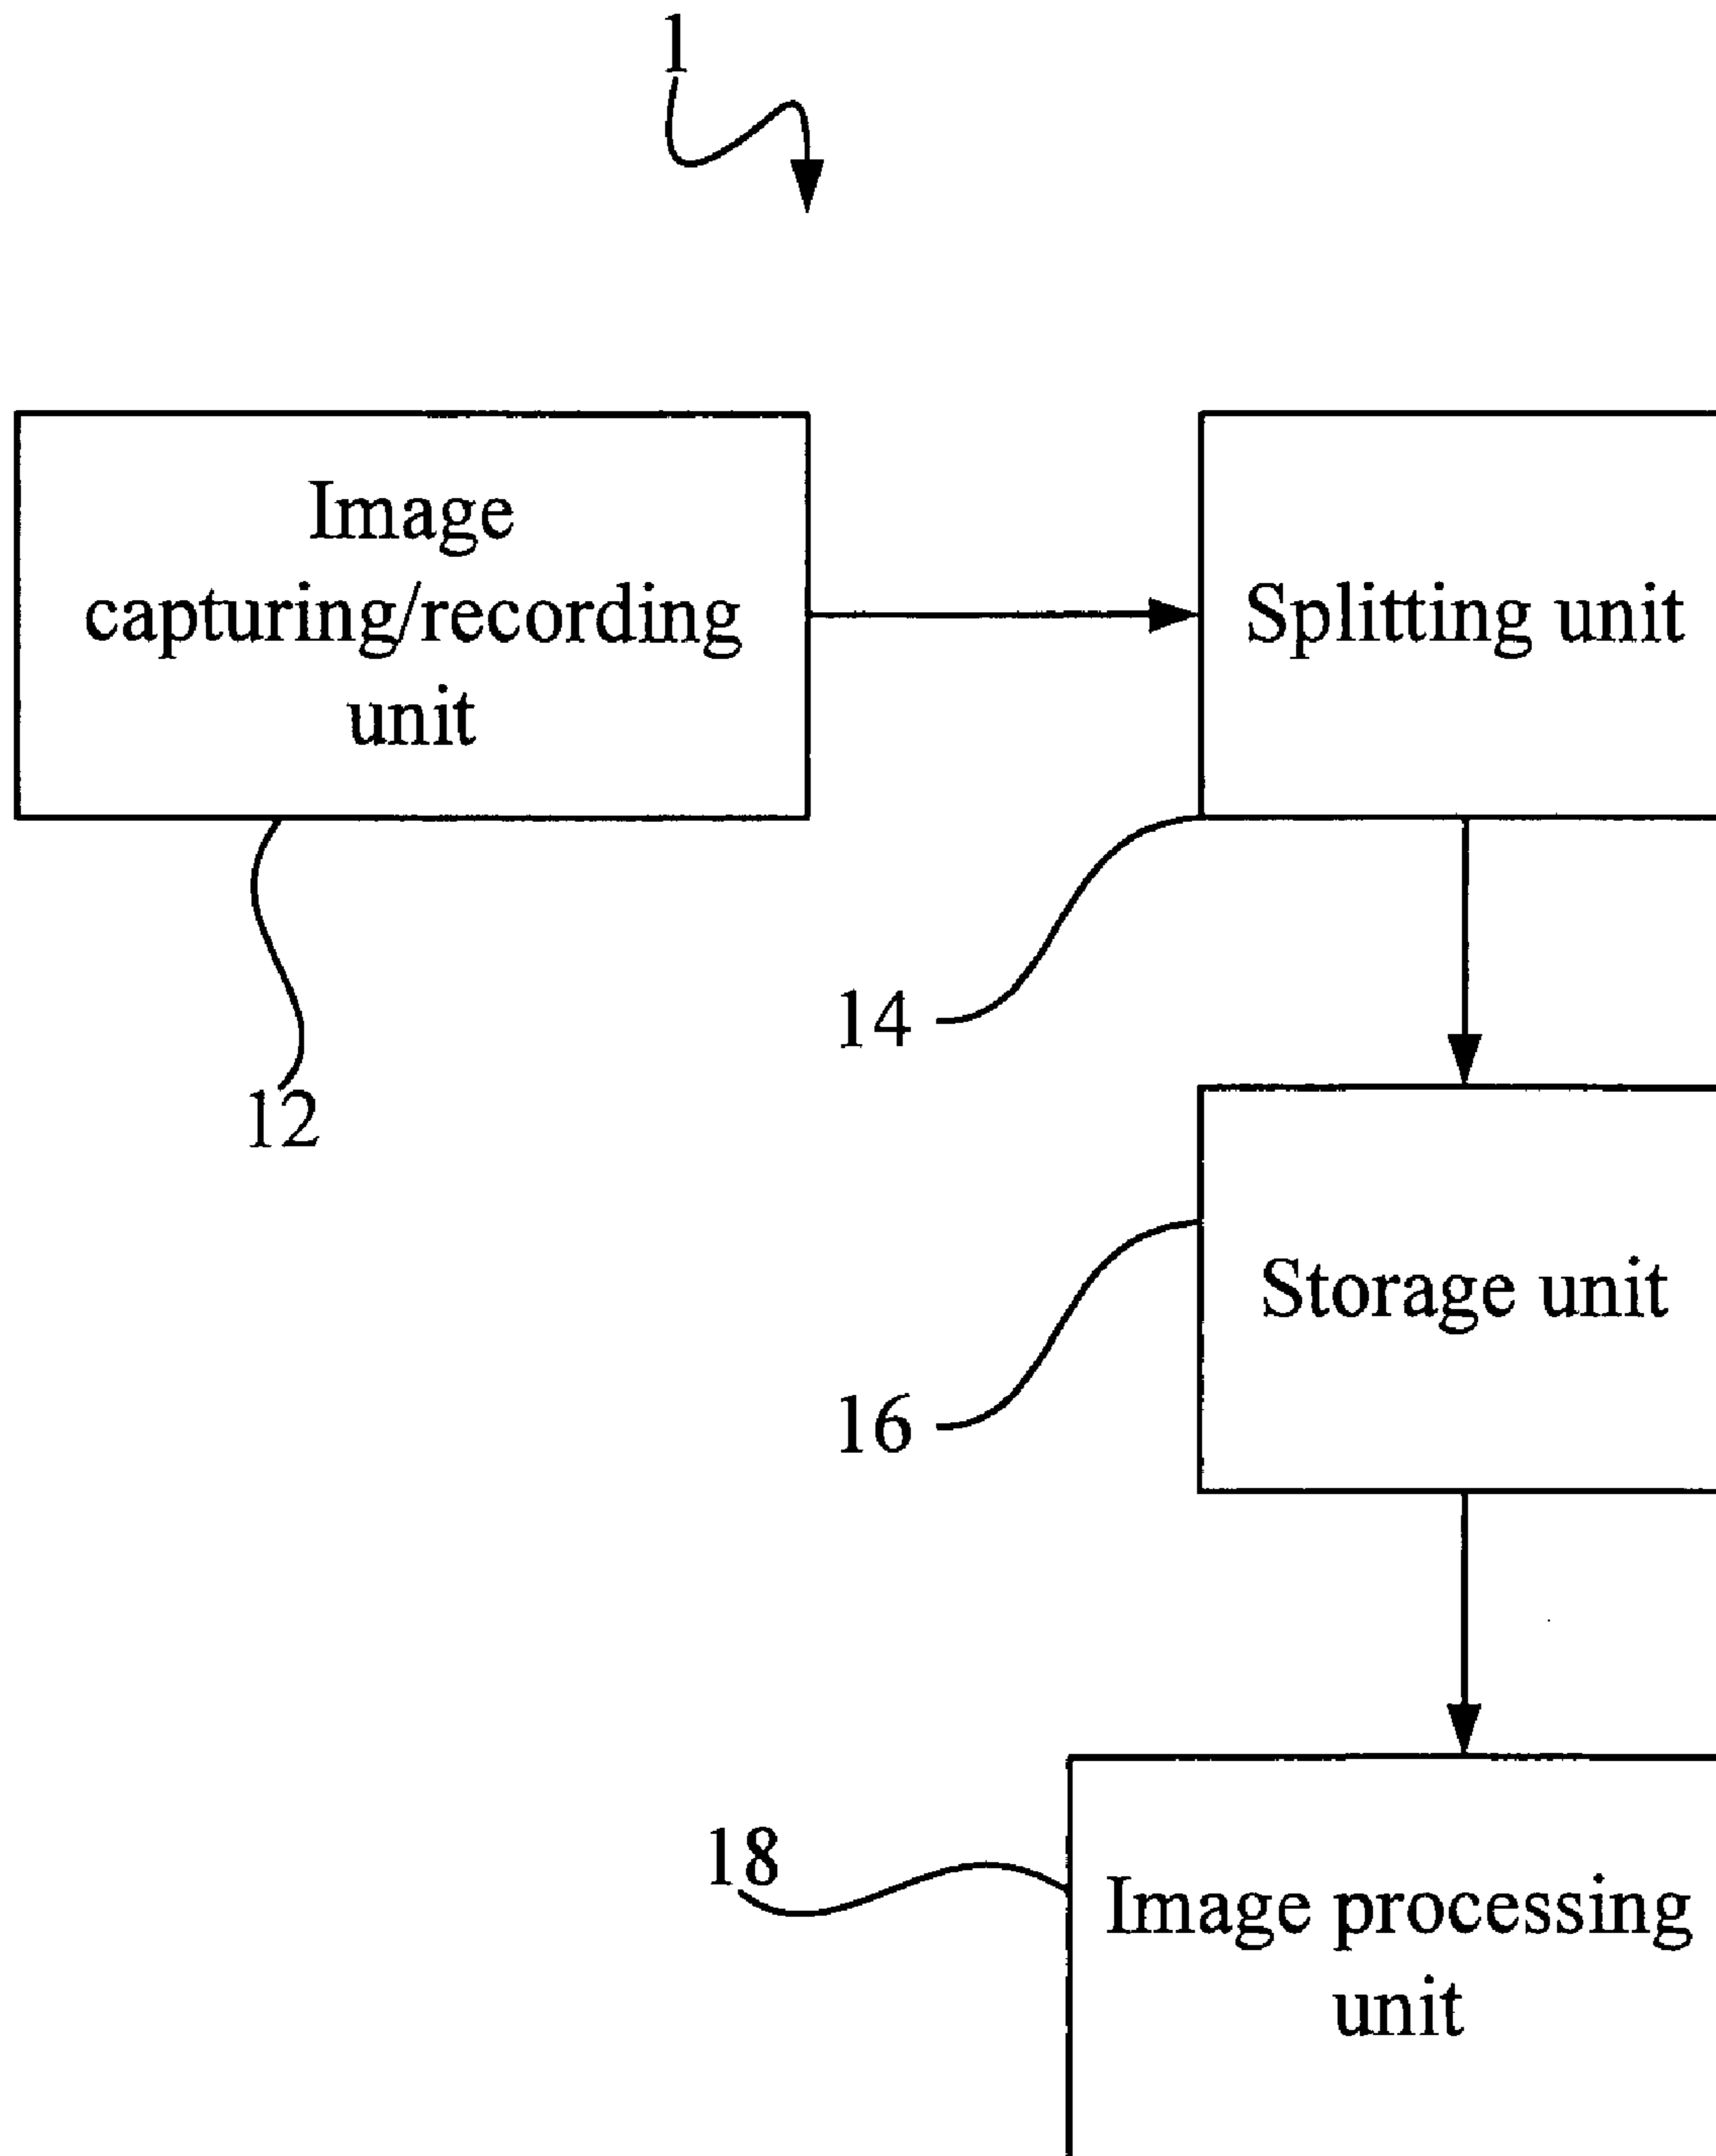 1
Image
capturing/recording
unit
Splitting unit
12
14
Storage unit
16
18
Image processing
unit